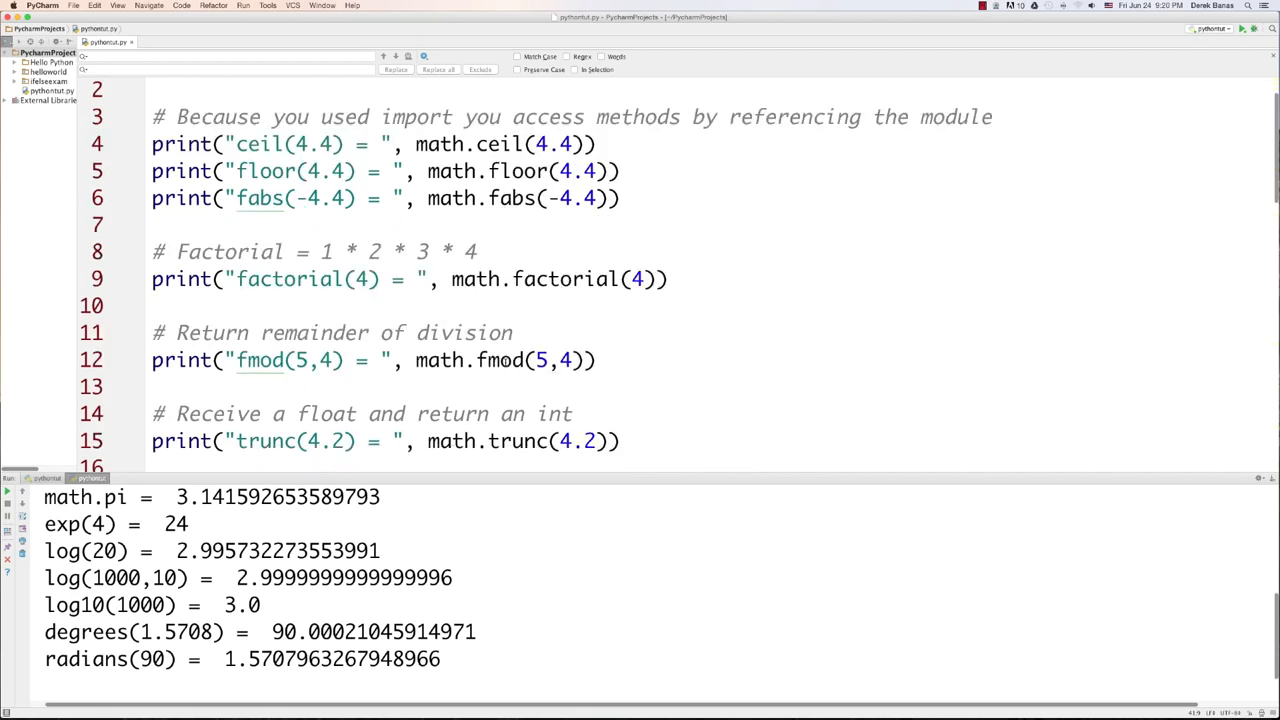 PyCharm File Edit View Navigate Code Refactor Run Tools VCS Window Help 10 Fri Jun 24 9:20 PM Derek Banas
pythontut.py - PycharmProjects - [~/PycharmProjects]
PycharmProjects pythontut.py pythontut
pythontut.py ×
Match Case Regex Words
Replace Replace all Exclude Preserve Case In Selection
PycharmProject
Hello Python
helloworld
ifelseexam
pythontut.py
External Librarie
2
3 # Because you used import you access methods by referencing the module
4 print("ceil(4.4) = ", math.ceil(4.4))
5 print("floor(4.4) = ", math.floor(4.4))
6 print("fabs(-4.4) = ", math.fabs(-4.4))
7
8 # Factorial = 1 * 2 * 3 * 4
9 print("factorial(4) = ", math.factorial(4))
10
11 # Return remainder of division
12 print("fmod(5,4) = ", math.fmod(5,4))
13
14 # Receive a float and return an int
15 print("trunc(4.2) = ", math.trunc(4.2))
16
Run: pythontut pythontut
math.pi = 3.141592653589793
exp(4) = 24
log(20) = 2.995732273553991
log(1000,10) = 2.9999999999999996
log10(1000) = 3.0
degrees(1.5708) = 90.00021045914971
radians(90) = 1.5707963267948966
41:9 LF÷ UTF-8÷